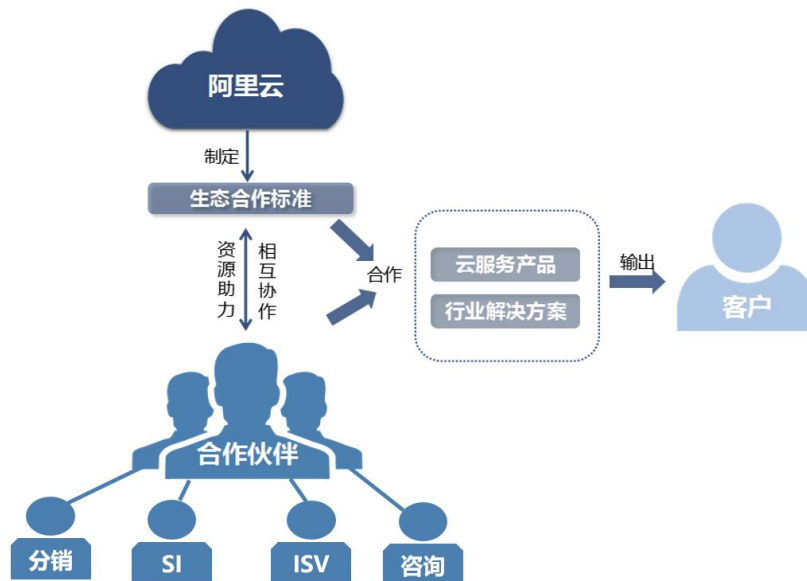 阿里云
制定
生态合作标准
资源助力
相互协作
合作
云服务产品
行业解决方案
输出
客户
合作伙伴
分销
SI
ISV
咨询